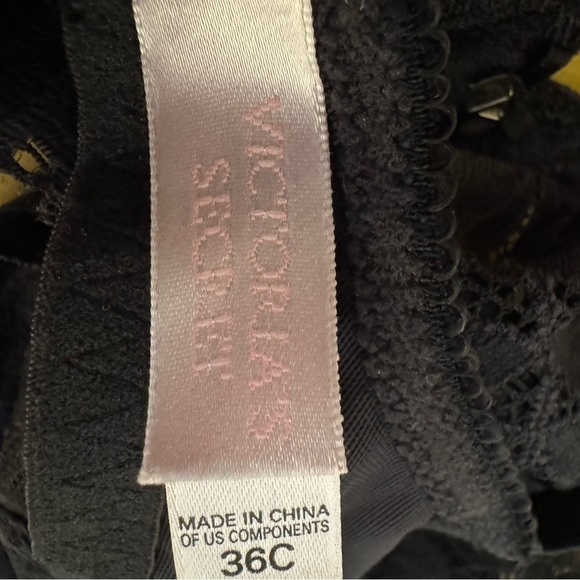 VICTORIA'S
SECRET
MADE IN CHINA
OF US COMPONENTS
36C